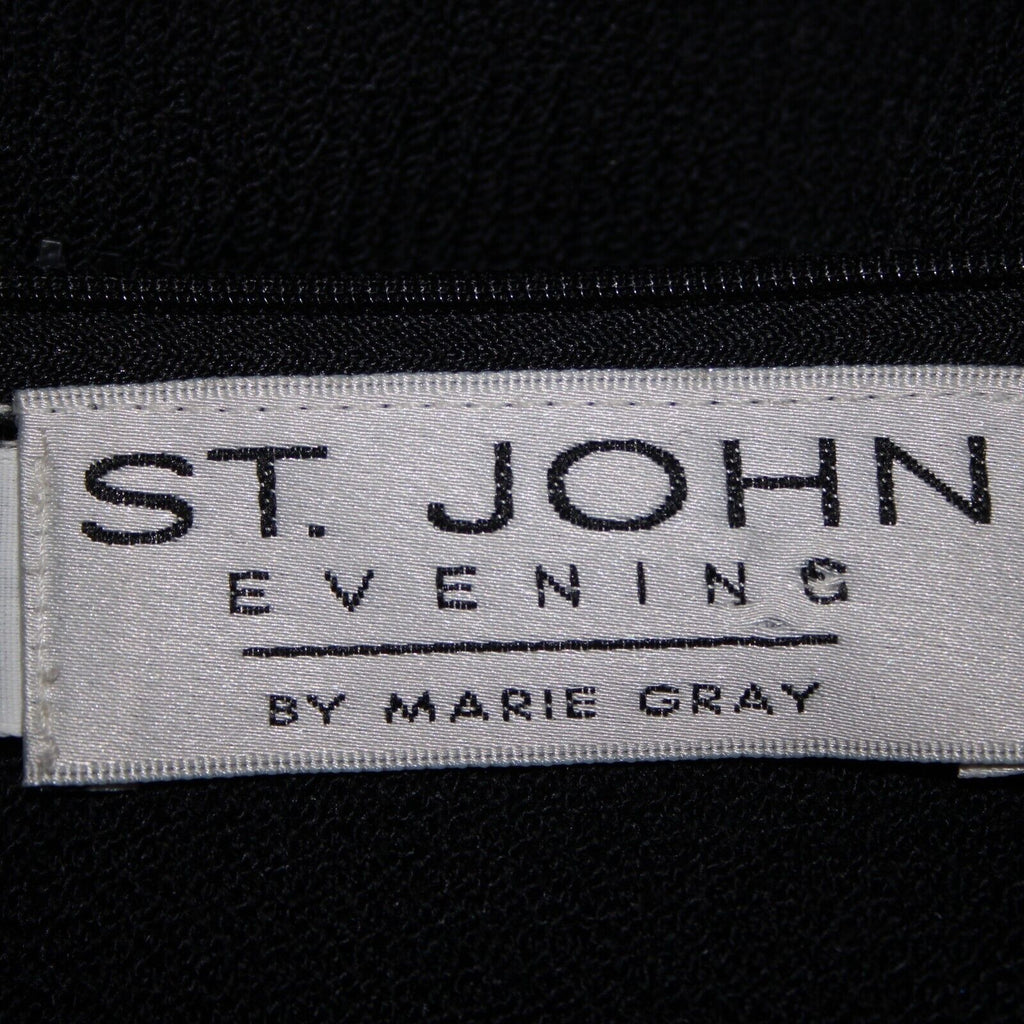 ST. JOHN
EVENING
BY MARIE GRAY